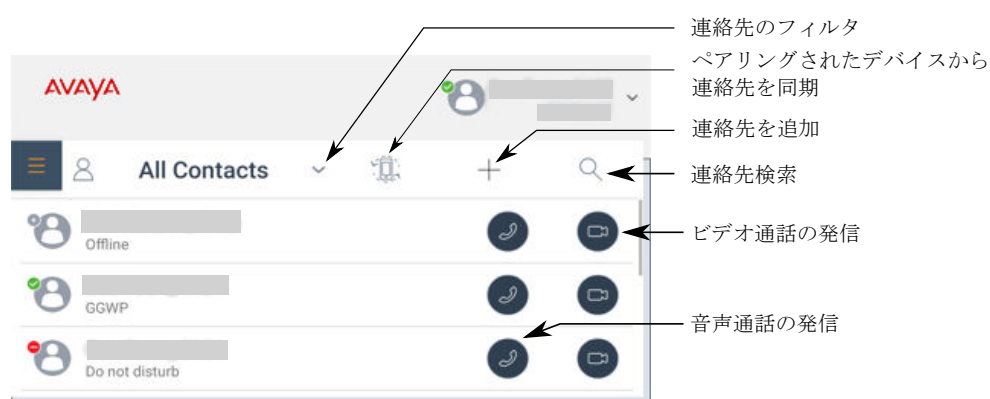 連絡先のフィルタ
ペアリングされたデバイスから
連絡先を同期
連絡先を追加
連絡先検索
ビデオ通話の発信
音声通話の発信
AVAYA
All Contacts
Offline
GGWP
Do not disturb